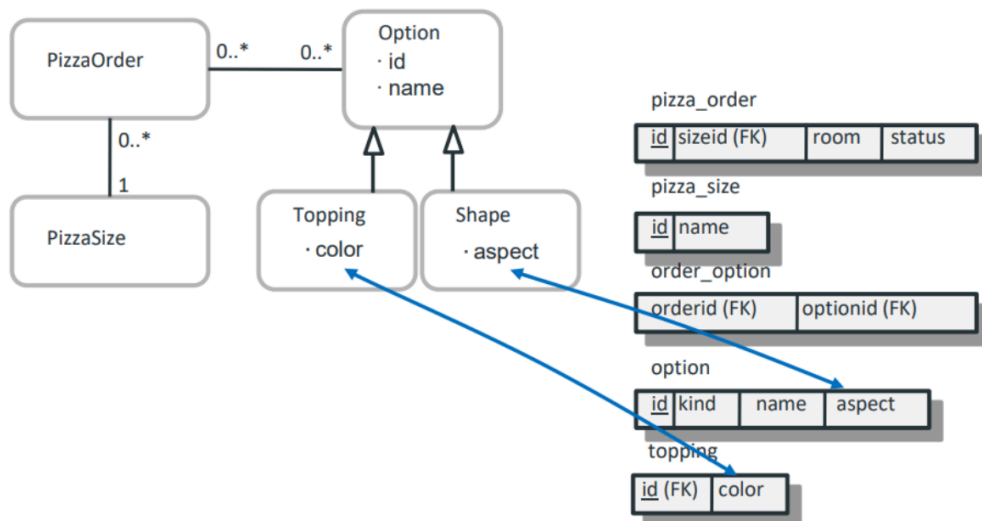 PizzaOrder
0..*
0..*
Option
· id
· name
0..*
1
PizzaSize
Topping
· color
Shape
· aspect
pizza_order
id sizeid (FK) room status
pizza_size
id name
order_option
orderid (FK) optionid (FK)
option
id kind name aspect
topping
id (FK) color